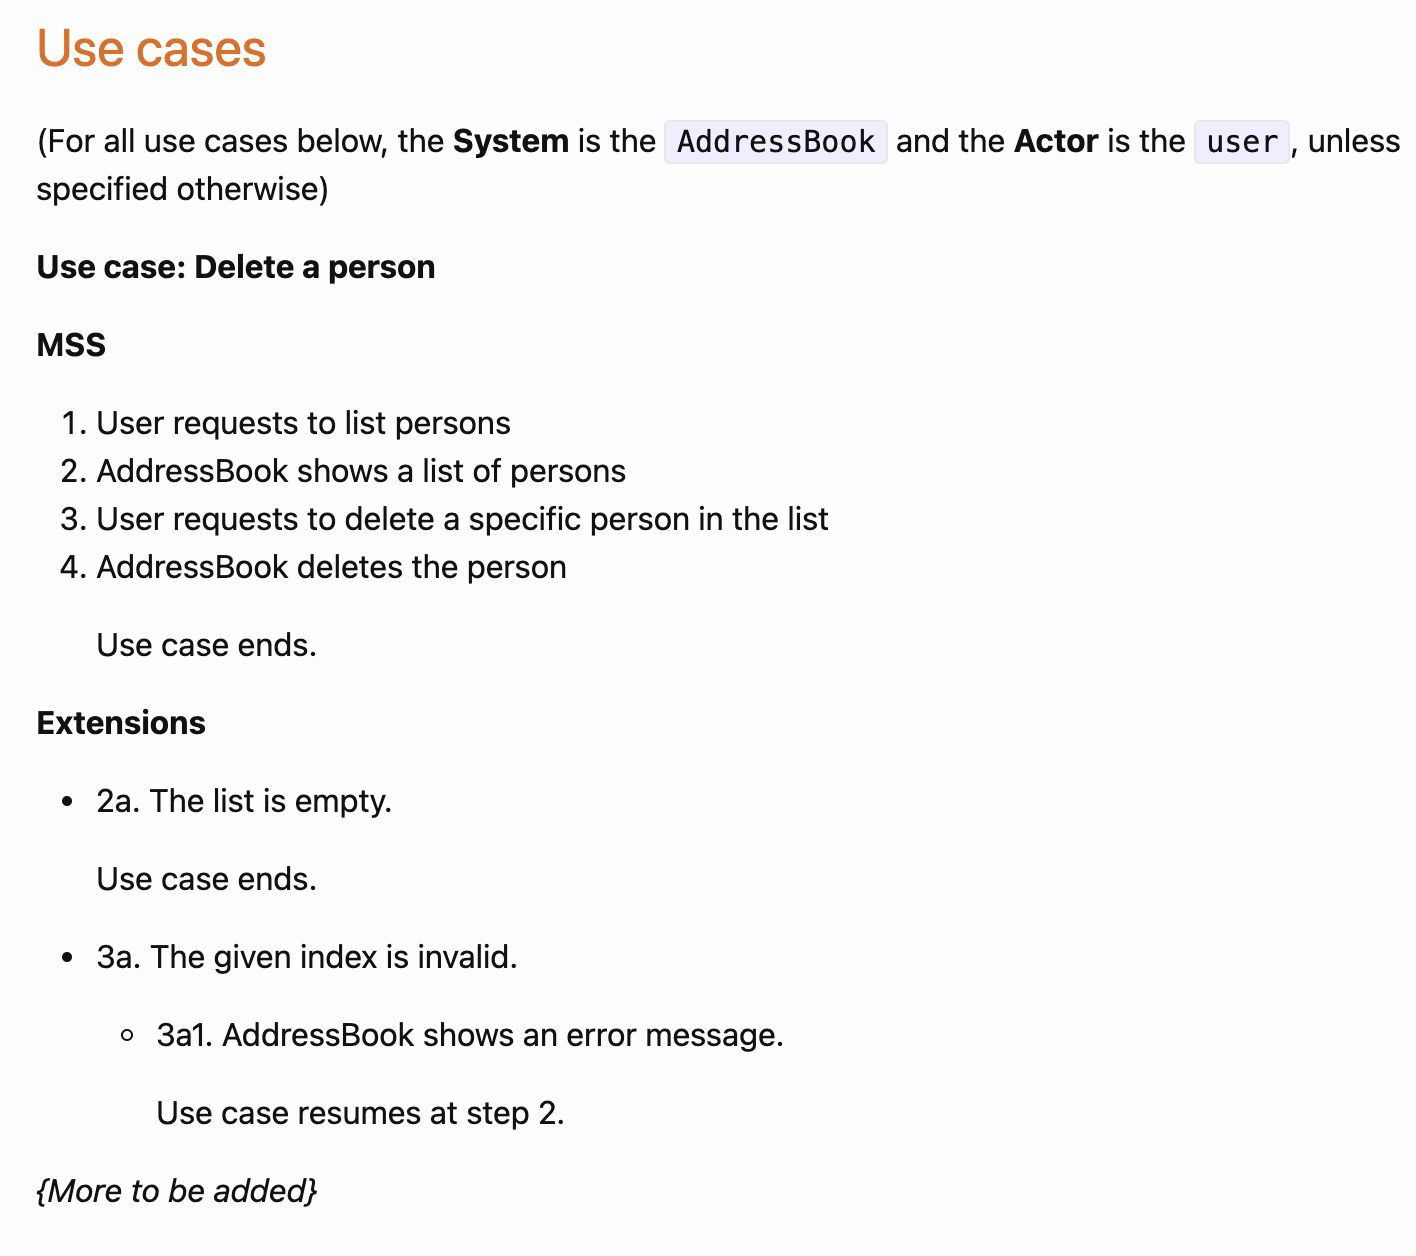 Use cases
(For all use cases below, the System is the AddressBook and the Actor is the user, unless
specified otherwise)
Use case: Delete a person
MSS
1. User requests to list persons
2. AddressBook shows a list of persons
3. User requests to delete a specific person in the list
4. AddressBook deletes the person
Use case ends.
Extensions
• 2a. The list is empty.
Use case ends.
• 3a. The given index is invalid.
◦ 3a1. AddressBook shows an error message.
Use case resumes at step 2.
{More to be added}